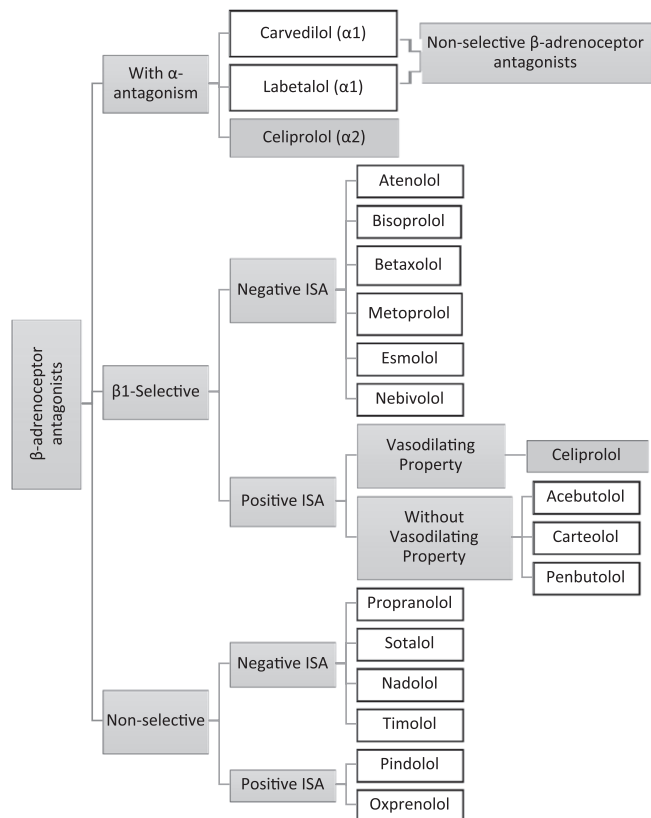 Carvedilol (α1)
Non-selective β-adrenoceptor
antagonists
With α-
antagonism
Labetalol (α1)
Celiprolol (α2)
Atenolol
Bisoprolol
Betaxolol
Negative ISA
Metoprolol
Esmolol
Nebivolol
β-adrenoceptor
antagonists
β1-Selective
Vasodilating
Property
Celiprolol
Positive ISA
Without
Vasodilating
Property
Acebutolol
Carteolol
Penbutolol
Propranolol
Sotalol
Negative ISA
Nadolol
Timolol
Non-selective
Pindolol
Positive ISA
Oxprenolol